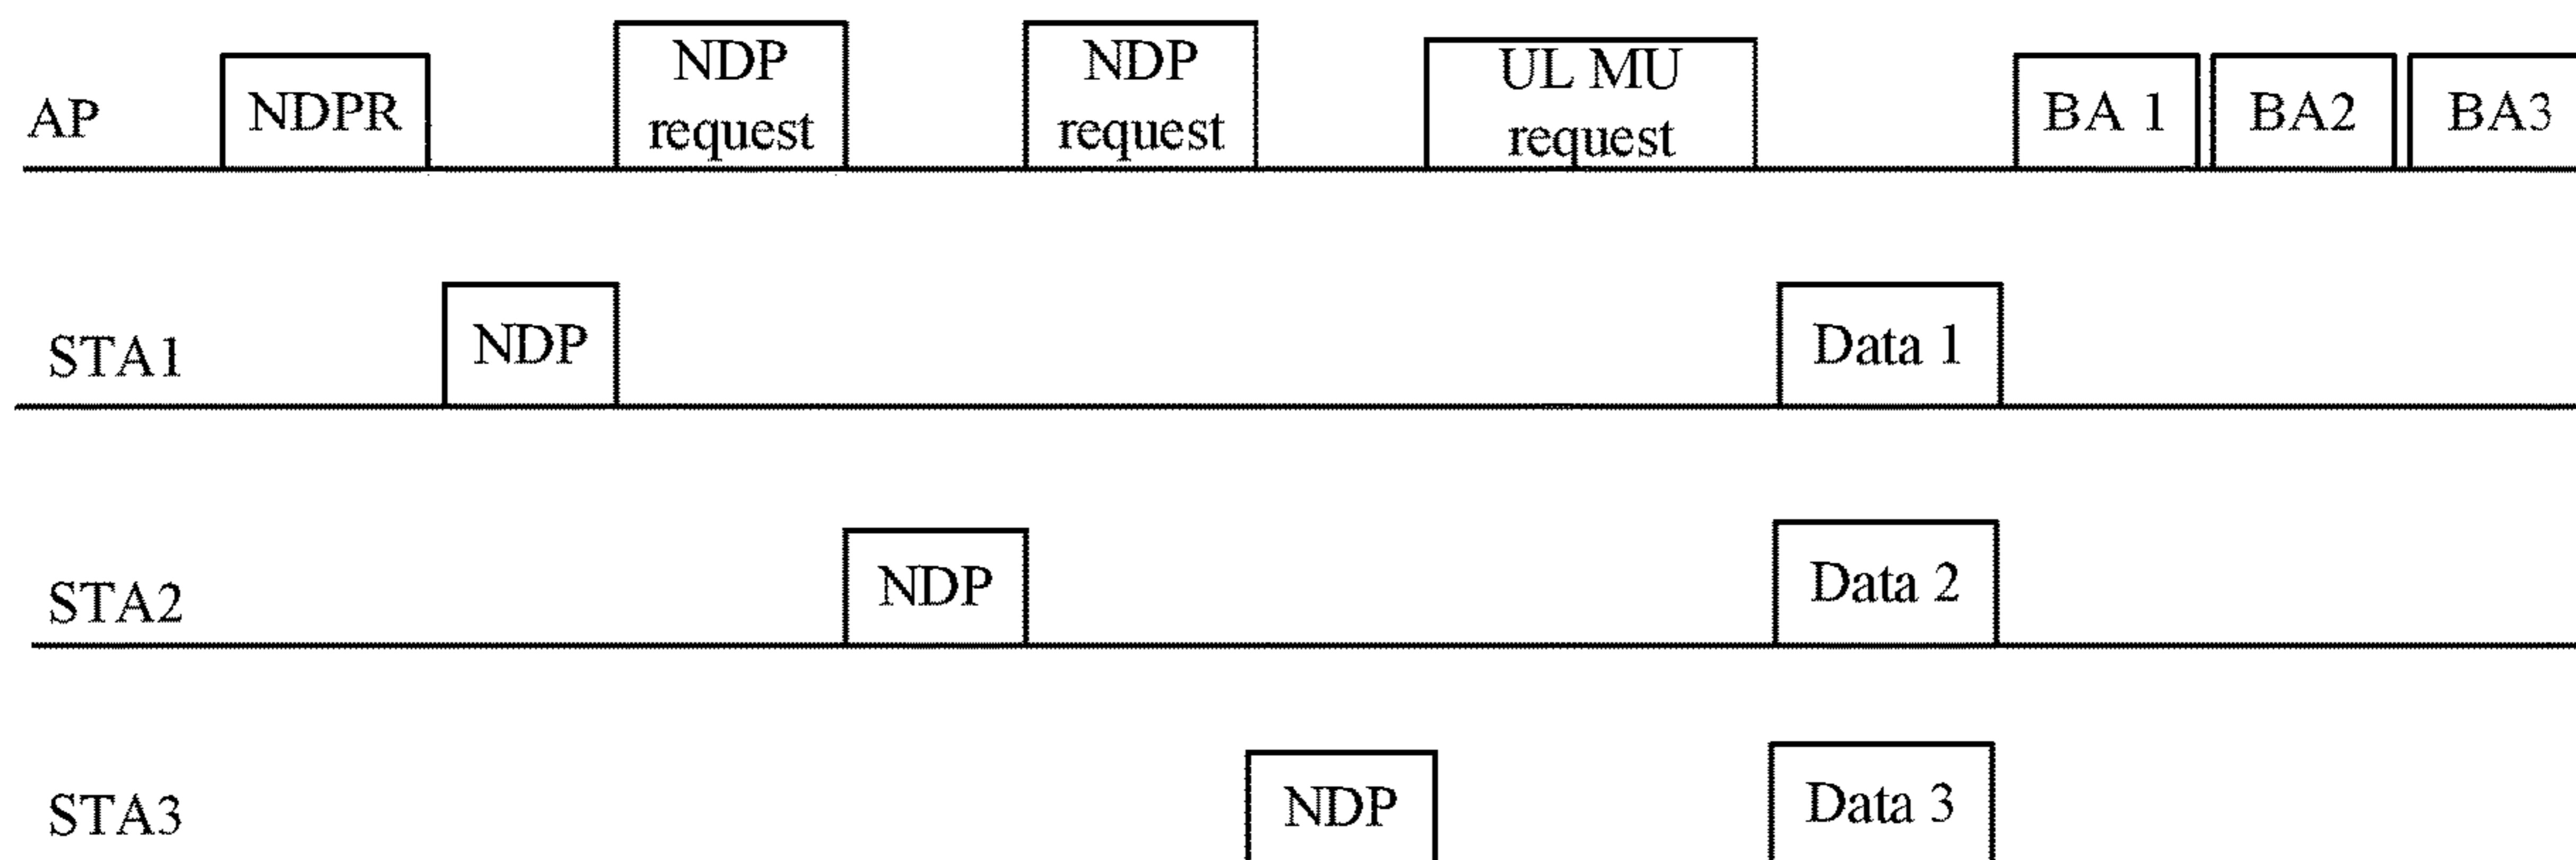 AP
NDPR
NDP
request
NDP
request
UL MU
request
BA 1
BA2
BA3
STA1
NDP
Data 1
STA2
NDP
Data 2
STA3
NDP
Data 3